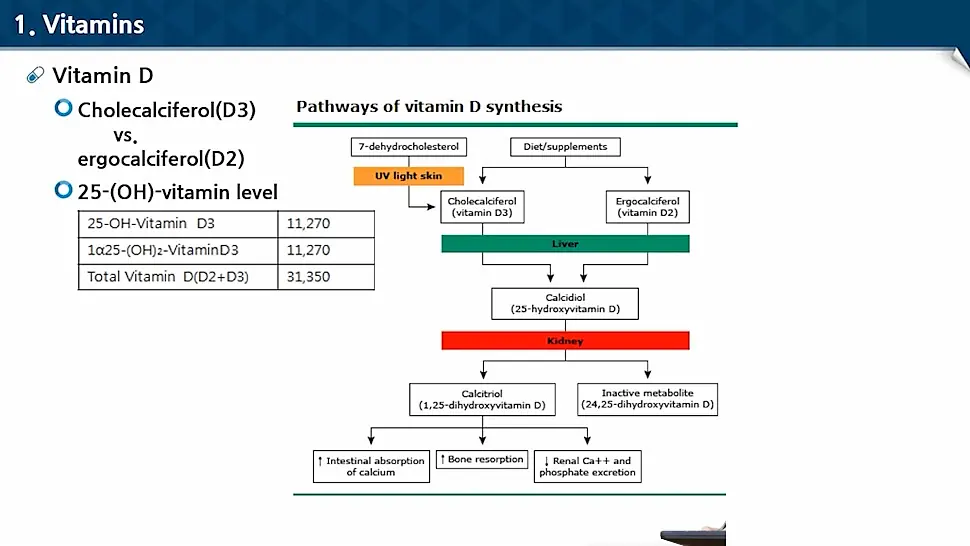 1. Vitamins
Vitamin D
Cholecalciferol(D3)
vs.
ergocalciferol(D2)
25-(OH)-vitamin level
25-OH-Vitamin D3 11,270
1α25-(OH)₂-VitaminD3 11,270
Total Vitamin D(D2+D3) 31,350
Pathways of vitamin D synthesis
7-dehydrocholesterol
Diet/supplements
UV light skin
Cholecalciferol
(vitamin D3)
Ergocalciferol
(vitamin D2)
Liver
Calcidiol
(25-hydroxyvitamin D)
Kidney
Calcitriol
(1,25-dihydroxyvitamin D)
Inactive metabolite
(24,25-dihydroxyvitamin D)
↑ Intestinal absorption
of calcium
↑ Bone resorption
↓ Renal Ca++ and
phosphate excretion